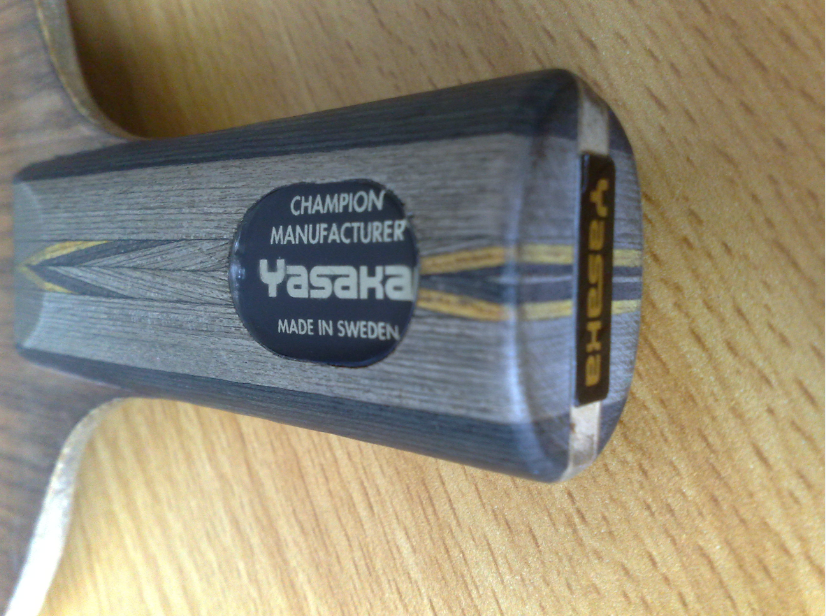 CHAMPION
MANUFACTURER
Yasaka
MADE IN SWEDEN
Yasaka